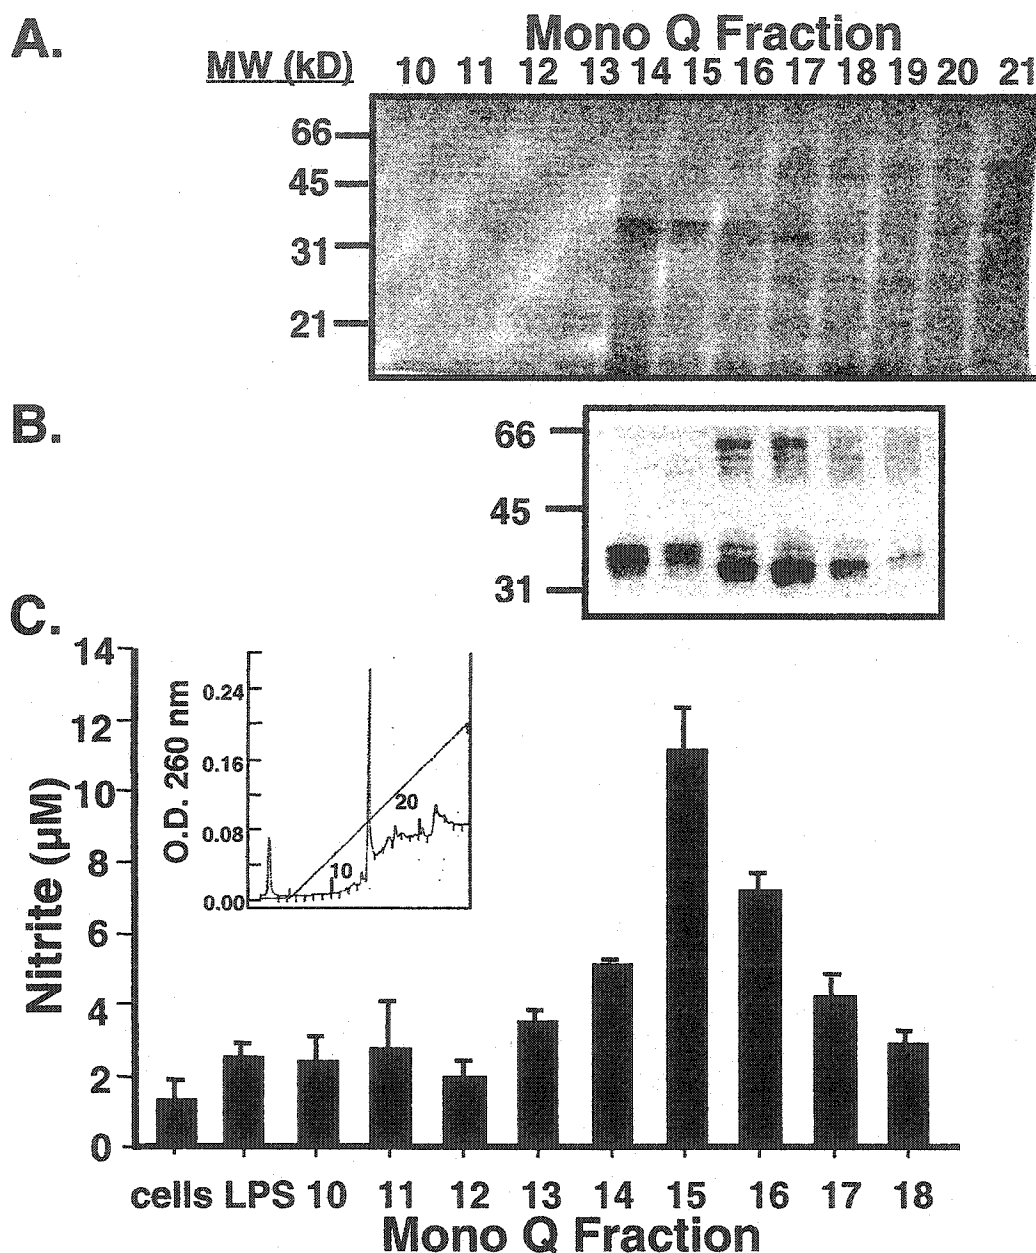 A.
Mono Q Fraction
MW (kD) 10 11 12 13 14 15 16 17 18 19 20 21
66
45
31
21
B.
66
45
31
C.
14
12
10
8
6
4
2
0
Nitrite (µM)
O.D. 260 nm
0.24
0.16
0.08
0.00
10
20
cells LPS 10 11 12 13 14 15 16 17 18
Mono Q Fraction